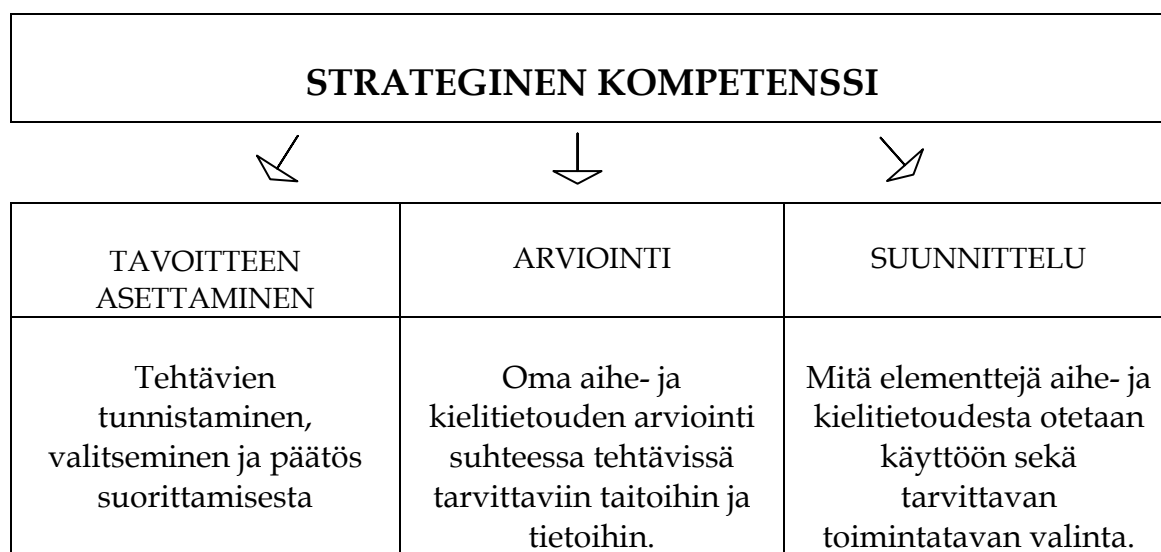 STRATEGINEN KOMPETENSSI
TAVOITTEEN
ASETTAMINEN
Tehtävien
tunnistaminen,
valitseminen ja päätös
suorittamisesta
ARVIOINTI
Oma aihe- ja
kielitietouden arviointi
suhteessa tehtävissä
tarvittaviin taitoihin ja
tietoihin.
SUUNNITTELU
Mitä elementtejä aihe- ja
kielitietoudesta otetaan
käyttöön sekä
tarvittavan
toimintatavan valinta.